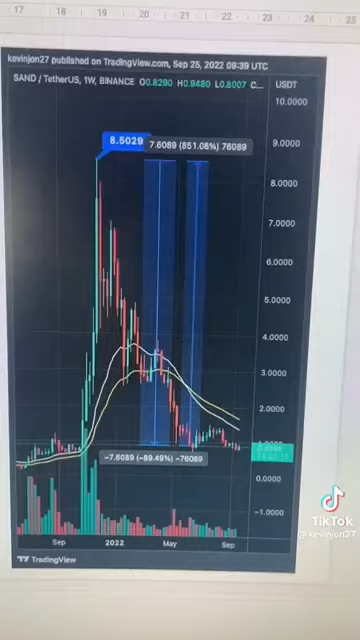 17 18 19 20 21 22 23 24 25
kevinjon27 published on TradingView.com, Sep 25, 2022 09:39 UTC
SAND / TetherUS, 1W, BINANCE O0.8290 H0.9480 L0.8007 C...
USDT
10.0000
8.5029
7.6089 (851.08%) 76089
9.0000
8.0000
7.0000
6.0000
5.0000
4.0000
3.0000
2.0000
−7.6089 (−89.49%) −76089
0.0000
−1.0000
Sep 2022 May Sep
TradingView
TikTok
@kevinjon27